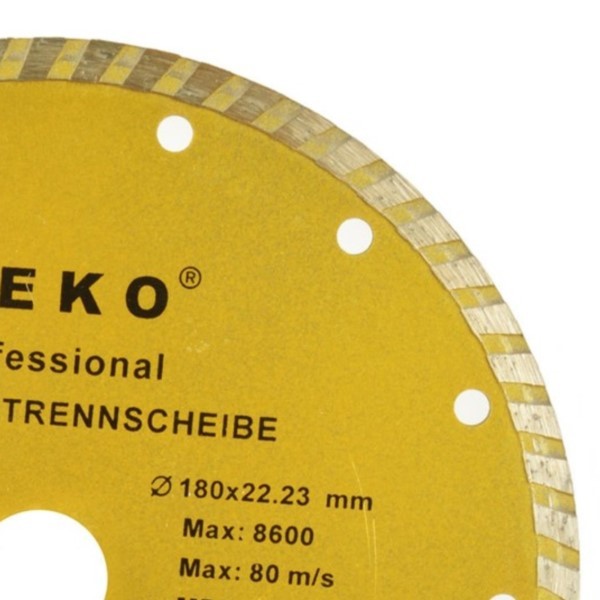 EKO®
fessional
TRENNSCHEIBE
Ø 180x22.23 mm
Max: 8600
Max: 80 m/s